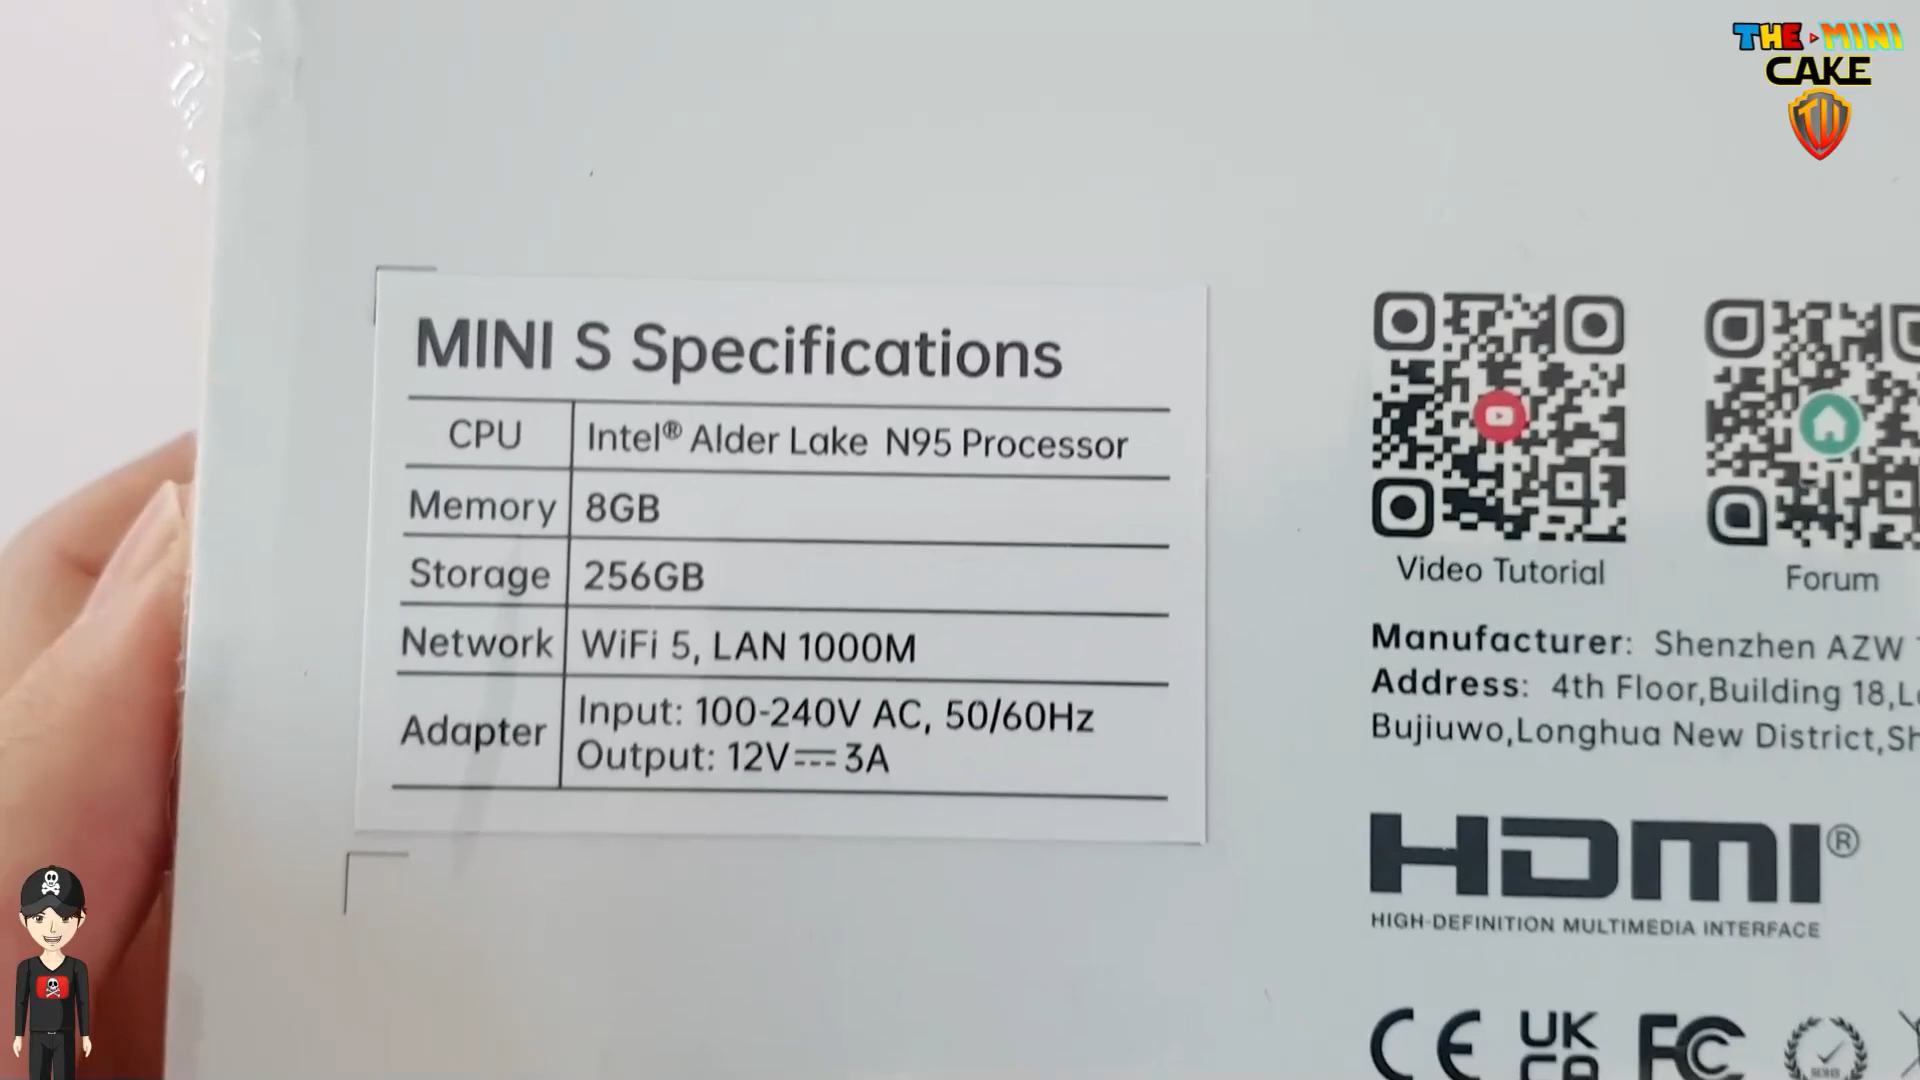 THE MINI
CAKE
TU
MINI S Specifications
CPU Intel® Alder Lake N95 Processor
Memory 8GB
Storage 256GB
Network WiFi 5, LAN 1000M
Adapter Input: 100-240V AC, 50/60Hz
Output: 12V⎓3A
Video Tutorial
Forum
Manufacturer: Shenzhen AZW
Address: 4th Floor,Building 18,
Bujiuwo,Longhua New District,
HDMI®
HIGH-DEFINITION MULTIMEDIA INTERFACE
CE UK CA FC